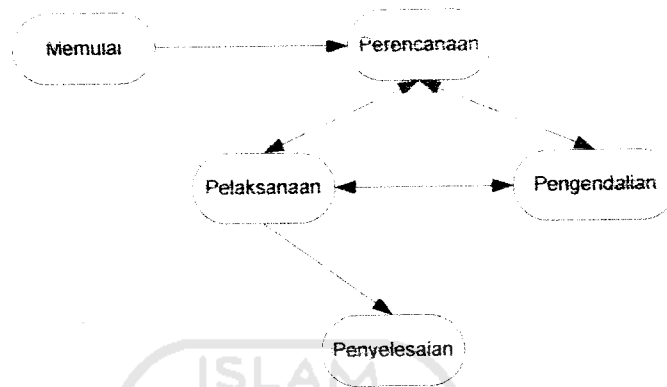 Memulai
Perencanaan
Pelaksanaan
Pengendalian
Penyelesaian
ISLAM